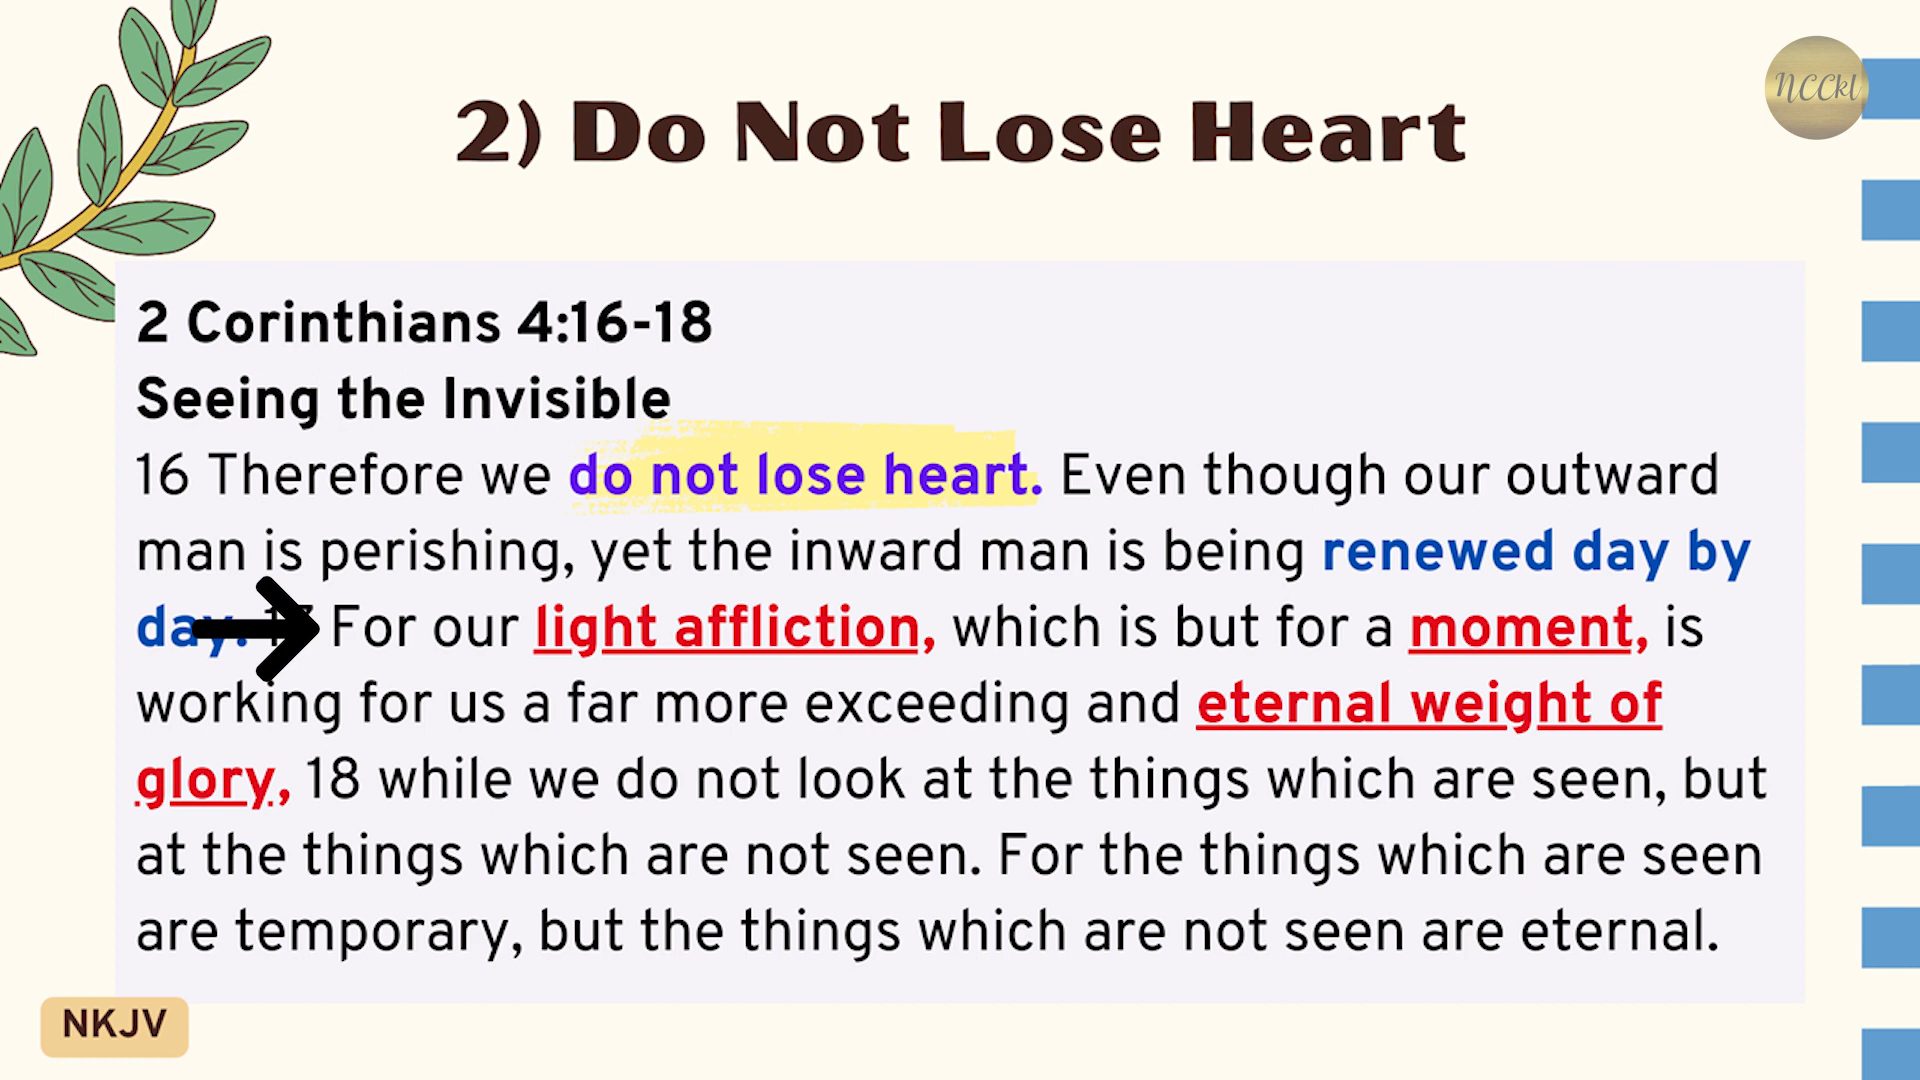 NCCkl
2) Do Not Lose Heart
2 Corinthians 4:16-18
Seeing the Invisible
16 Therefore we do not lose heart. Even though our outward
man is perishing, yet the inward man is being renewed day by
day. 17 For our light affliction, which is but for a moment, is
working for us a far more exceeding and eternal weight of
glory, 18 while we do not look at the things which are seen, but
at the things which are not seen. For the things which are seen
are temporary, but the things which are not seen are eternal.
NKJV